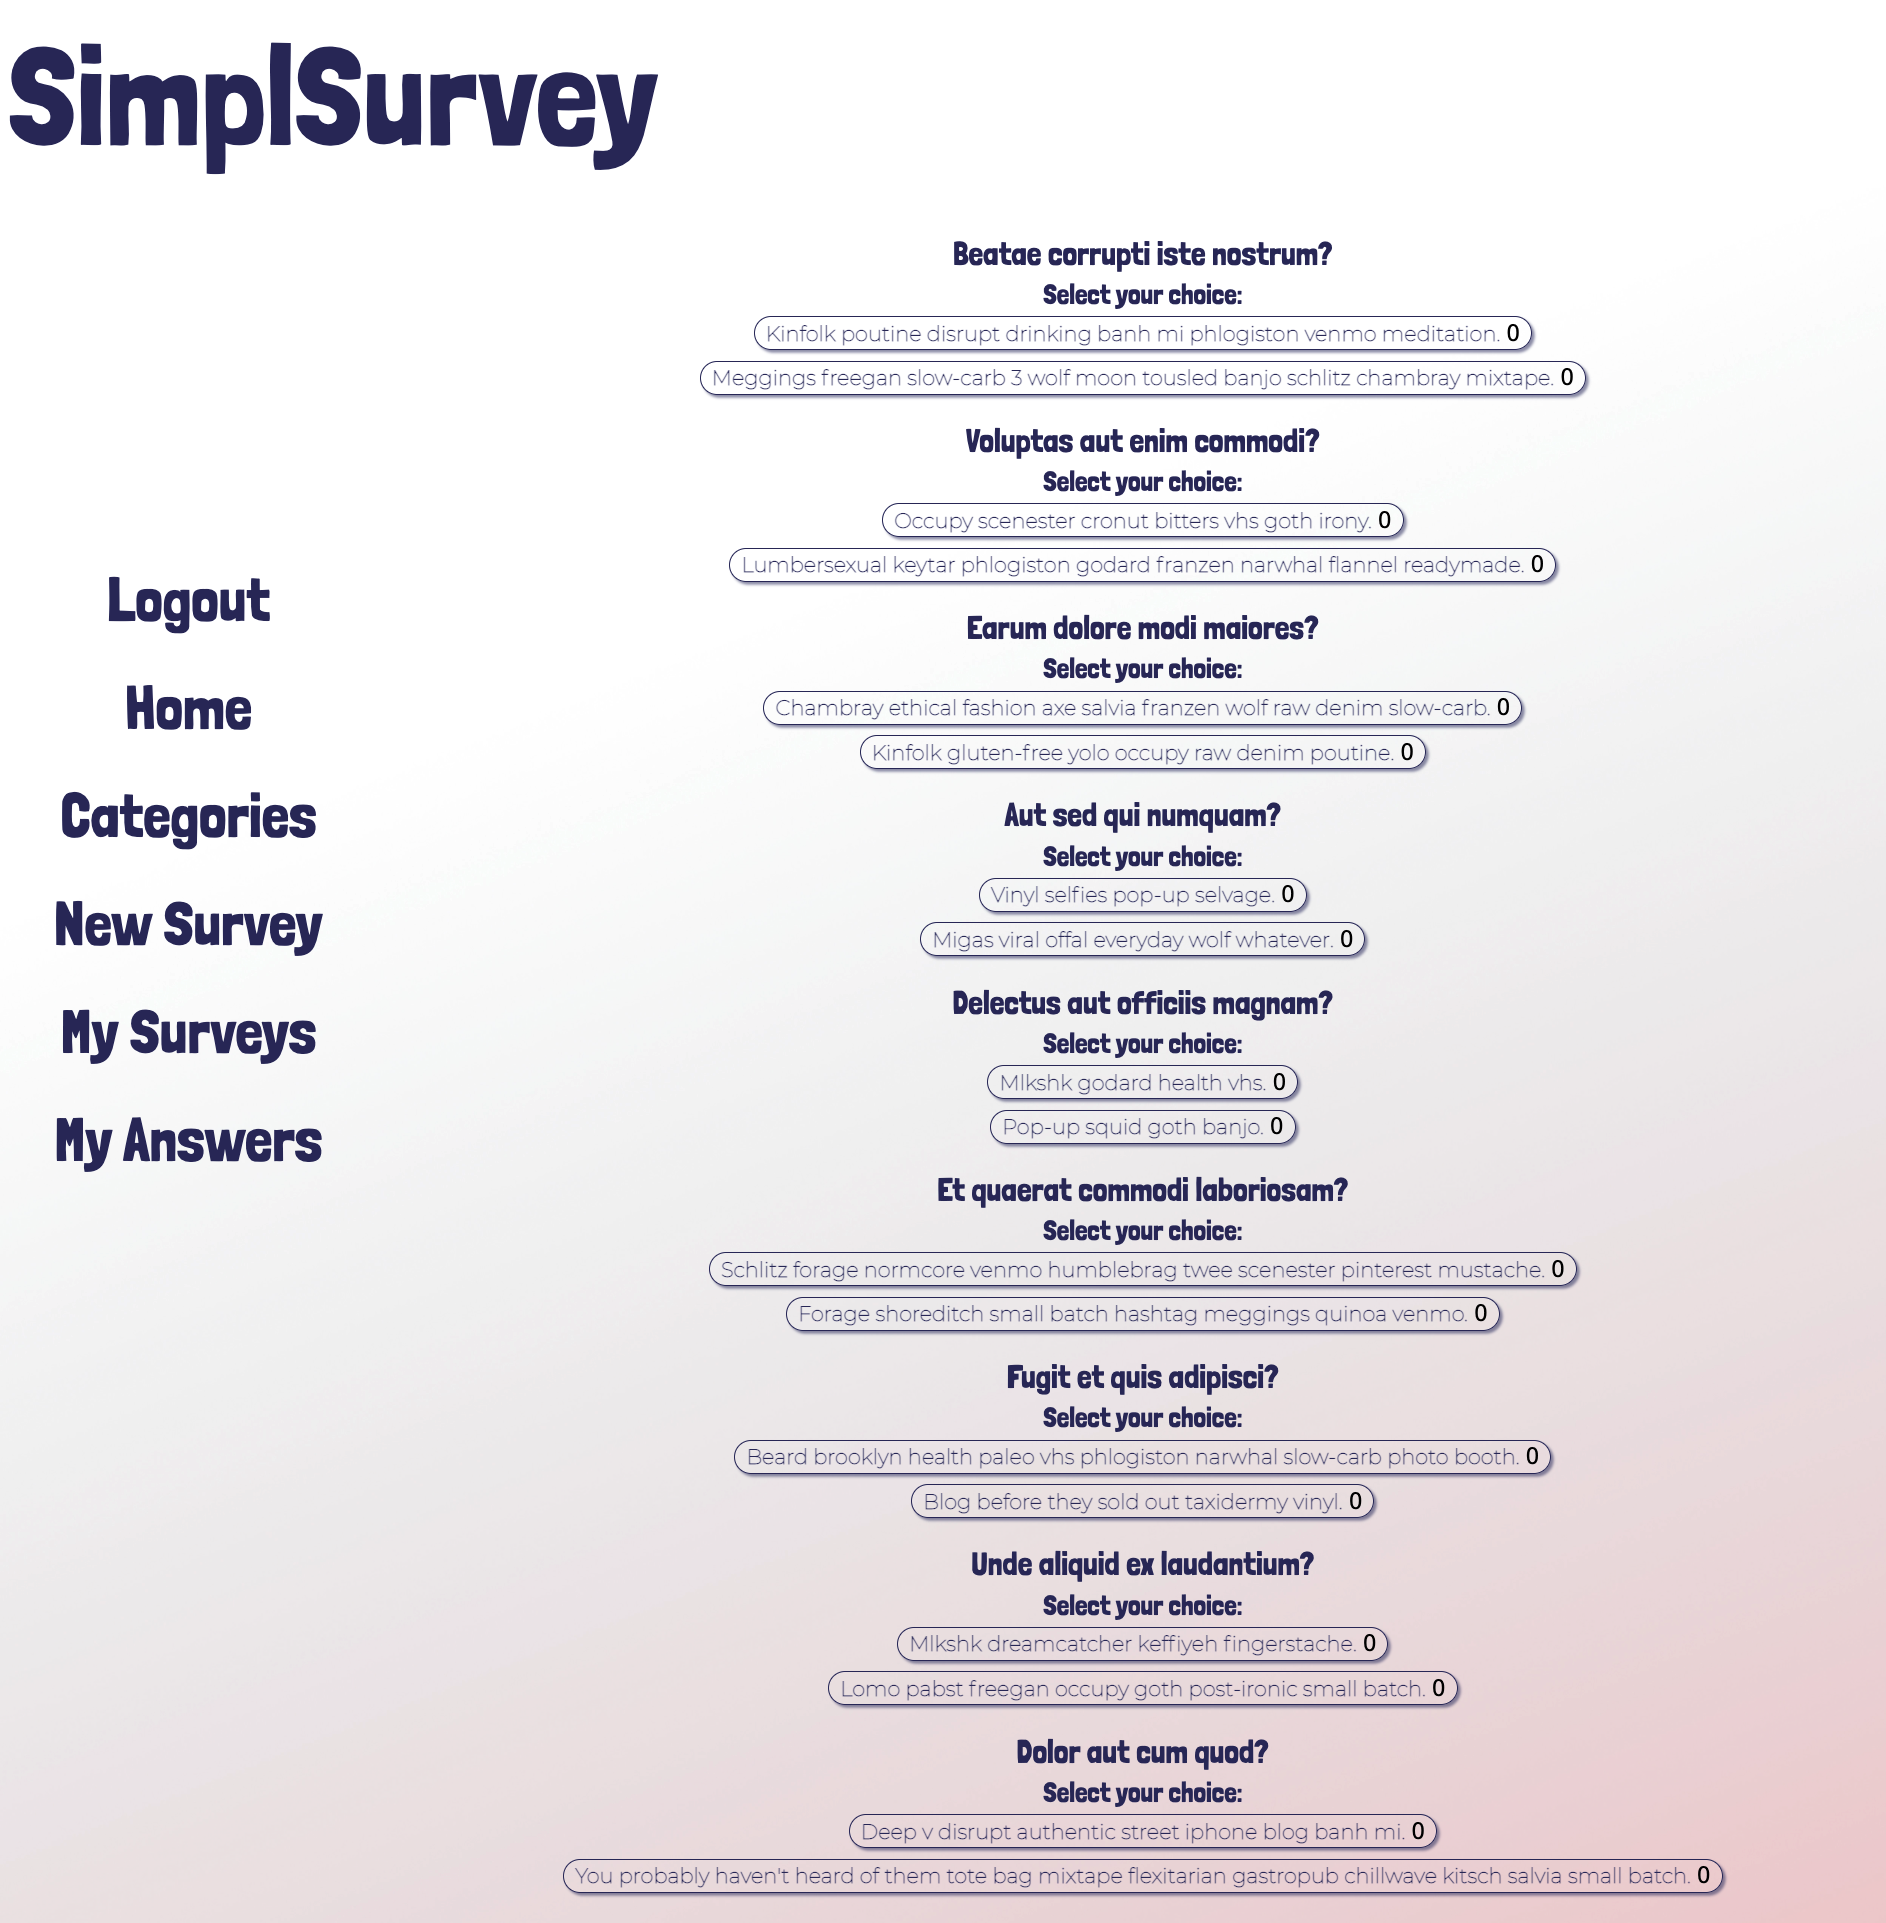 SimplSurvey
Logout
Home
Categories
New Survey
My Surveys
My Answers
Beatae corrupti iste nostrum?
Select your choice:
Kinfolk poutine disrupt drinking banh mi phlogiston venmo meditation. 0
Meggings freegan slow-carb 3 wolf moon tousled banjo schlitz chambray mixtape. 0
Voluptas aut enim commodi?
Select your choice:
Occupy scenester cronut bitters vhs goth irony. 0
Lumbersexual keytar phlogiston godard franzen narwhal flannel readymade. 0
Earum dolore modi maiores?
Select your choice:
Chambray ethical fashion axe salvia franzen wolf raw denim slow-carb. 0
Kinfolk gluten-free yolo occupy raw denim poutine. 0
Aut sed qui numquam?
Select your choice:
Vinyl selfies pop-up selvage. 0
Migas viral offal everyday wolf whatever. 0
Delectus aut officiis magnam?
Select your choice:
Mlkshk godard health vhs. 0
Pop-up squid goth banjo. 0
Et quaerat commodi laboriosam?
Select your choice:
Schlitz forage normcore venmo humblebrag twee scenester pinterest mustache. 0
Forage shoreditch small batch hashtag meggings quinoa venmo. 0
Fugit et quis adipisci?
Select your choice:
Beard brooklyn health paleo vhs phlogiston narwhal slow-carb photo booth. 0
Blog before they sold out taxidermy vinyl. 0
Unde aliquid ex laudantium?
Select your choice:
Mlkshk dreamcatcher keffiyeh fingerstache. 0
Lomo pabst freegan occupy goth post-ironic small batch. 0
Dolor aut cum quod?
Select your choice:
Deep v disrupt authentic street iphone blog banh mi. 0
You probably haven't heard of them tote bag mixtape flexitarian gastropub chillwave kitsch salvia small batch. 0